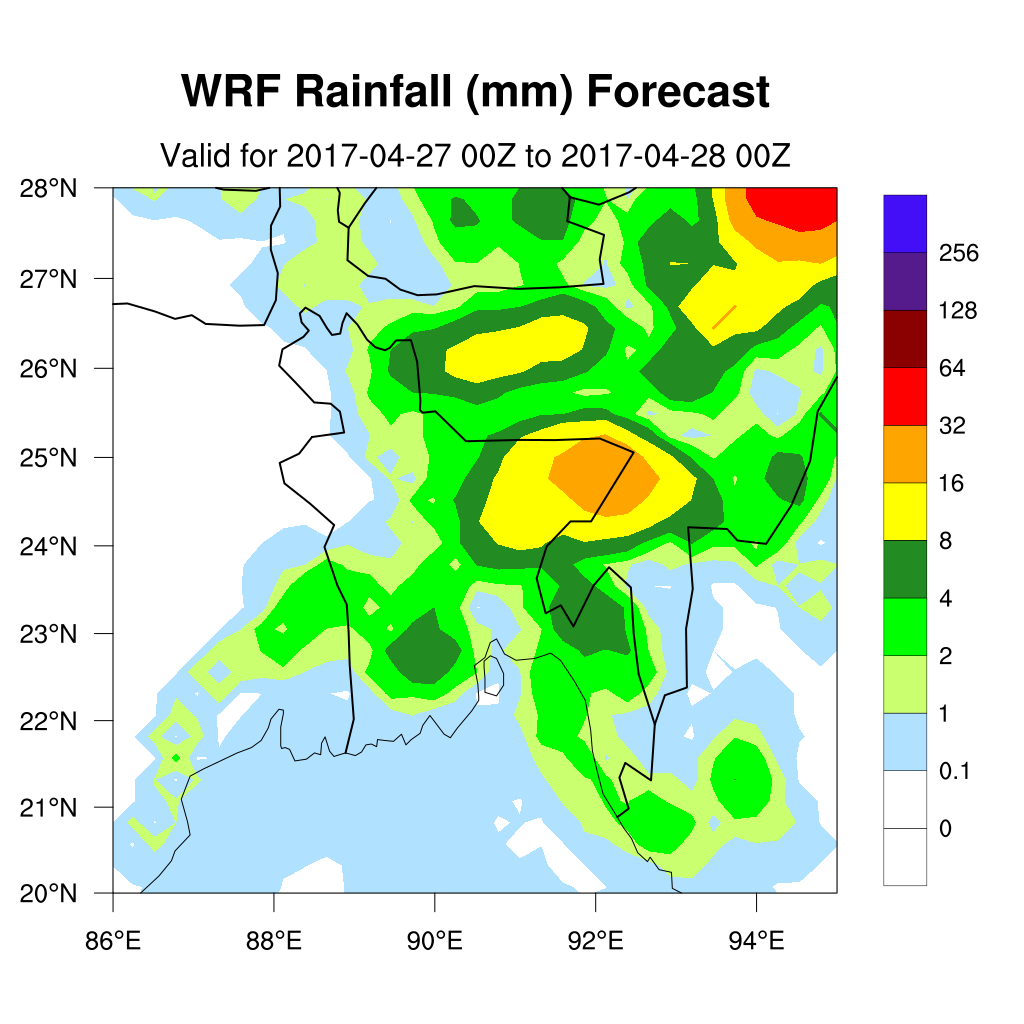 WRF Rainfall (mm) Forecast
Valid for 2017-04-27 00Z to 2017-04-28 00Z
28°N
27°N
26°N
25°N
24°N
23°N
22°N
21°N
20°N
86°E 88°E 90°E 92°E 94°E
256
128
64
32
16
8
4
2
1
0.1
0